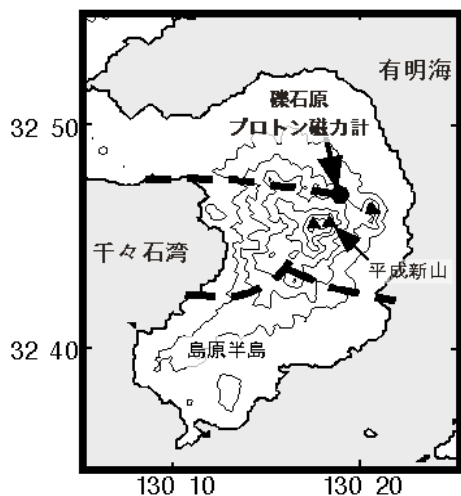 有明海
礫石原
プロトン磁力計
32 50
千々石湾
平成新山
32 40
島原半島
130 10
130 20